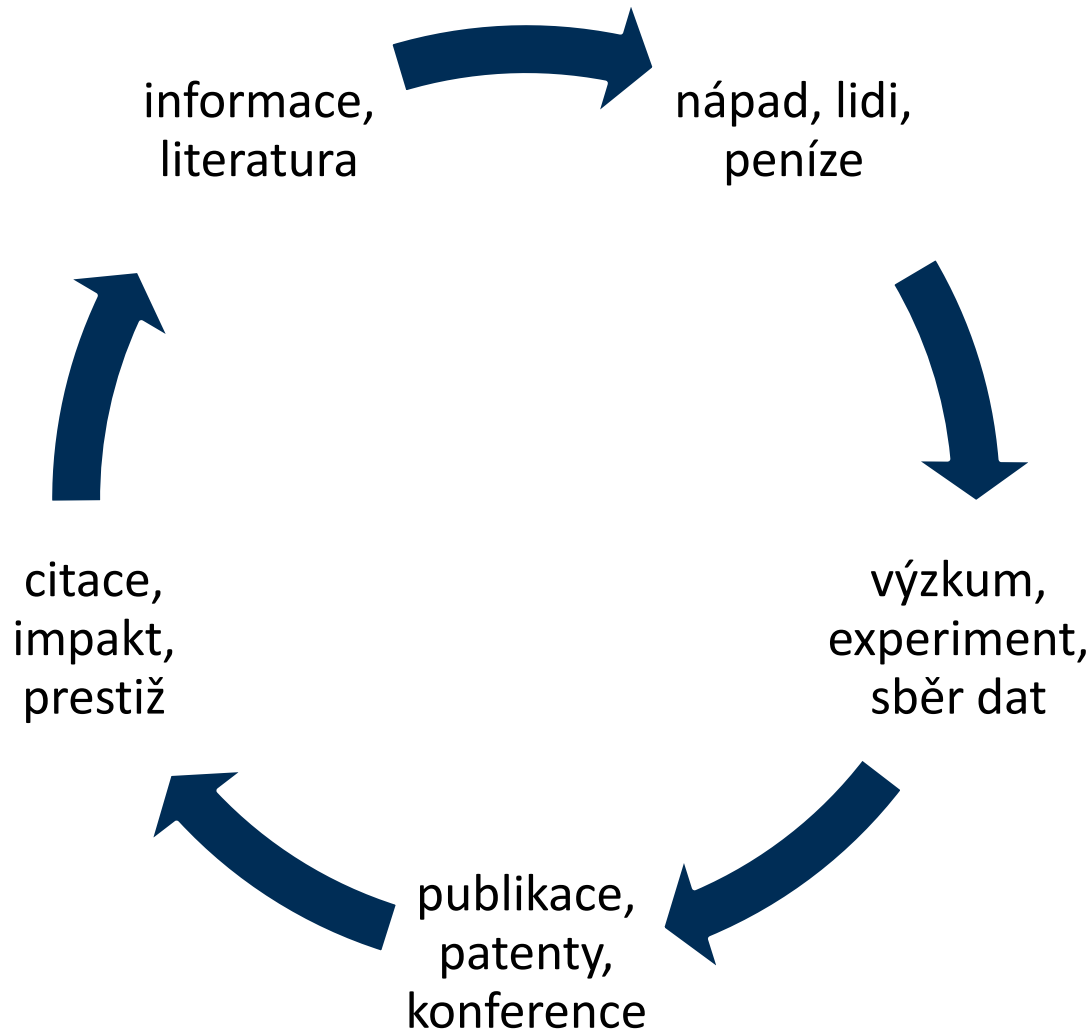 informace,
literatura
nápad, lidi,
peníze
výzkum,
experiment,
sběr dat
publikace,
patenty,
konference
citace,
impakt,
prestiž